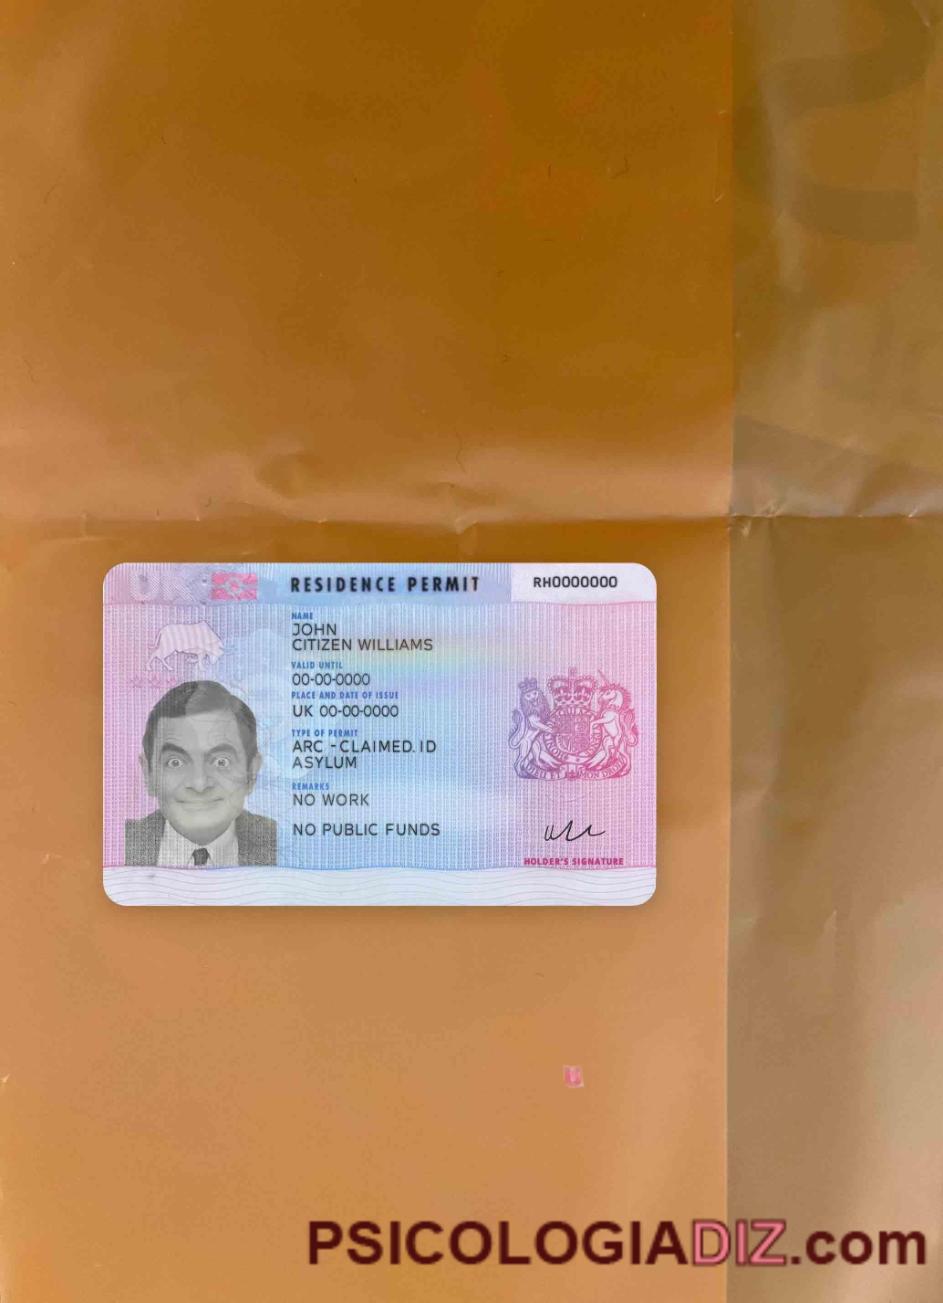 UK
RESIDENCE PERMIT
RH0000000
NAME
JOHN
CITIZEN WILLIAMS
VALID UNTIL
00-00-0000
PLACE AND DATE OF ISSUE
UK 00-00-0000
TYPE OF PERMIT
ARC - CLAIMED. ID
ASYLUM
REMARKS
NO WORK
NO PUBLIC FUNDS
HOLDER'S SIGNATURE
PSICOLOGIADIZ.com